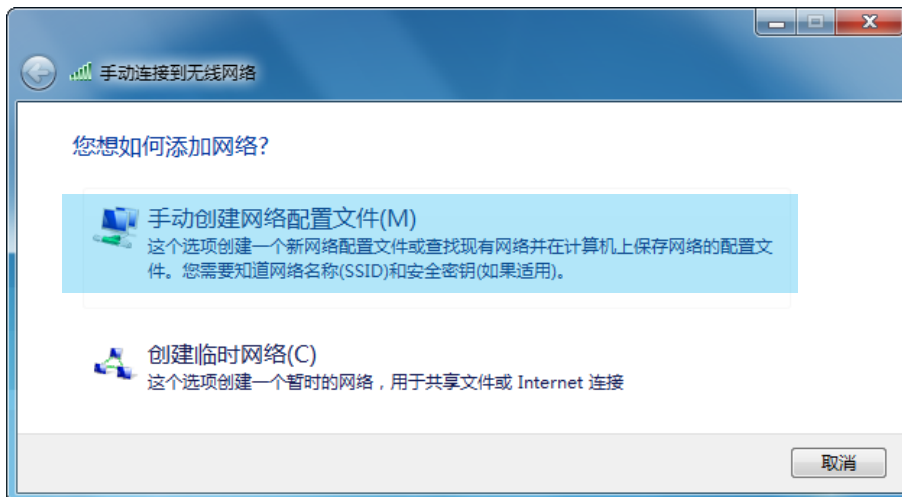 手动连接到无线网络
您想如何添加网络?
手动创建网络配置文件(M)
这个选项创建一个新网络配置文件或查找现有网络并在计算机上保存网络的配置文
件。您需要知道网络名称(SSID)和安全密钥(如果适用)。
创建临时网络(C)
这个选项创建一个暂时的网络，用于共享文件或 Internet 连接
取消